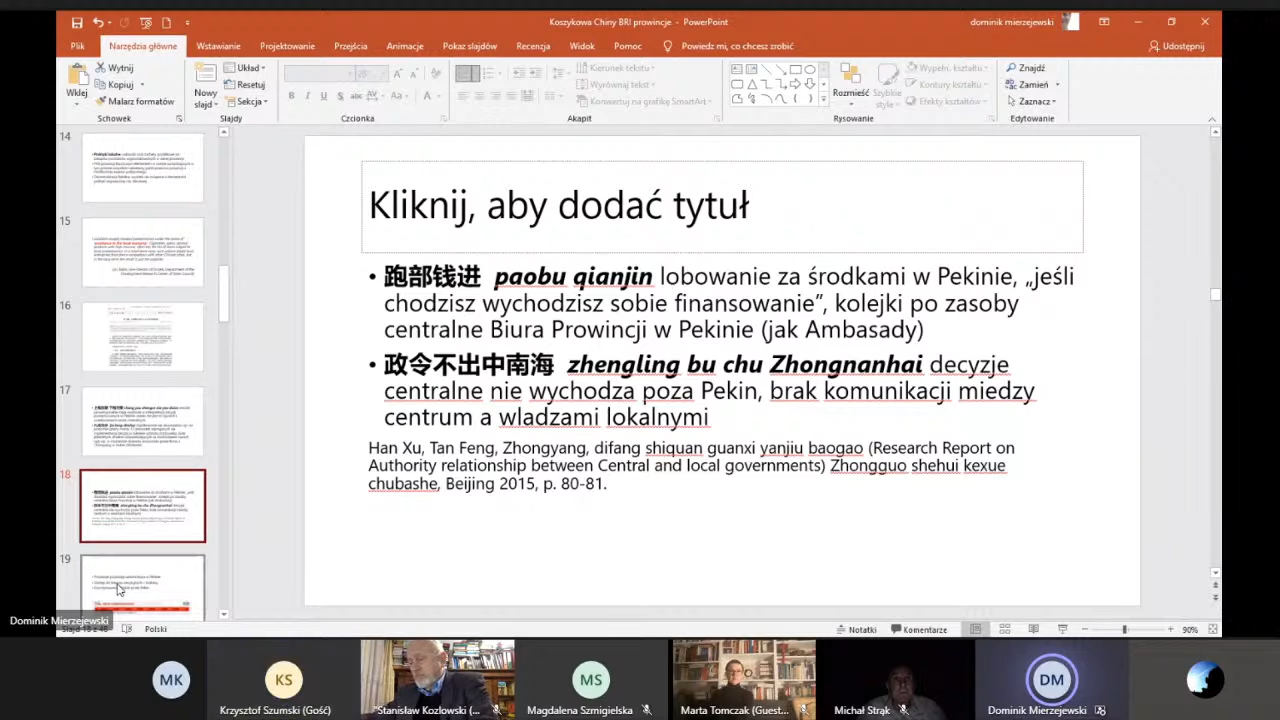 Koszykowa Chiny BRI prowincje - PowerPoint
dominik mierzejewski
Plik Narzędzia główne Wstawianie Projektowanie Przejścia Animacje Pokaz slajdów Recenzja Widok Pomoc Powiedz mi, co chcesz zrobić Udostępnij
Wklej
Wytnij
Kopiuj
Malarz formatów
Schowek
Nowy slajd
Układ
Resetuj
Sekcja
Slajdy
Czcionka
Kierunek tekstu
Wyrównaj tekst
Konwertuj na grafikę SmartArt
Akapit
Rozmieść
Szybkie style
Wypełn. kształtu
Kontury kształtu
Efekty kształtów
Rysowanie
Znajdź
Zamień
Zaznacz
Edytowanie
14
15
16
17
18
19
Kliknij, aby dodać tytuł
• 跑部钱进 paobu qanjin lobowanie za środkami w Pekinie, „jeśli
chodzisz wychodzisz sobie finansowanie”, kolejki po zasoby
centralne Biura Prowincji w Pekinie (jak Ambasady)
• 政令不出中南海 zhengling bu chu Zhongnanhai decyzje
centralne nie wychodza poza Pekin, brak komunikacji miedzy
centrum a wladzami lokalnymi
Han Xu, Tan Feng, Zhongyang, difang shiquan guanxi yanjiu baogao (Research Report on
Authority relationship between Central and local governments) Zhongguo shehui kexue
chubashe, Beijing 2015, p. 80-81.
Dominik Mierzejewski
Polski
Notatki
Komentarze
90%
MK
KS
Krzysztof Szumski (Gość)
"Stanisław Kozlowski (...
MS
Magdalena Szmigielska
Marta Tomczak (Guest...
Michał Strąk
DM
Dominik Mierzejewski